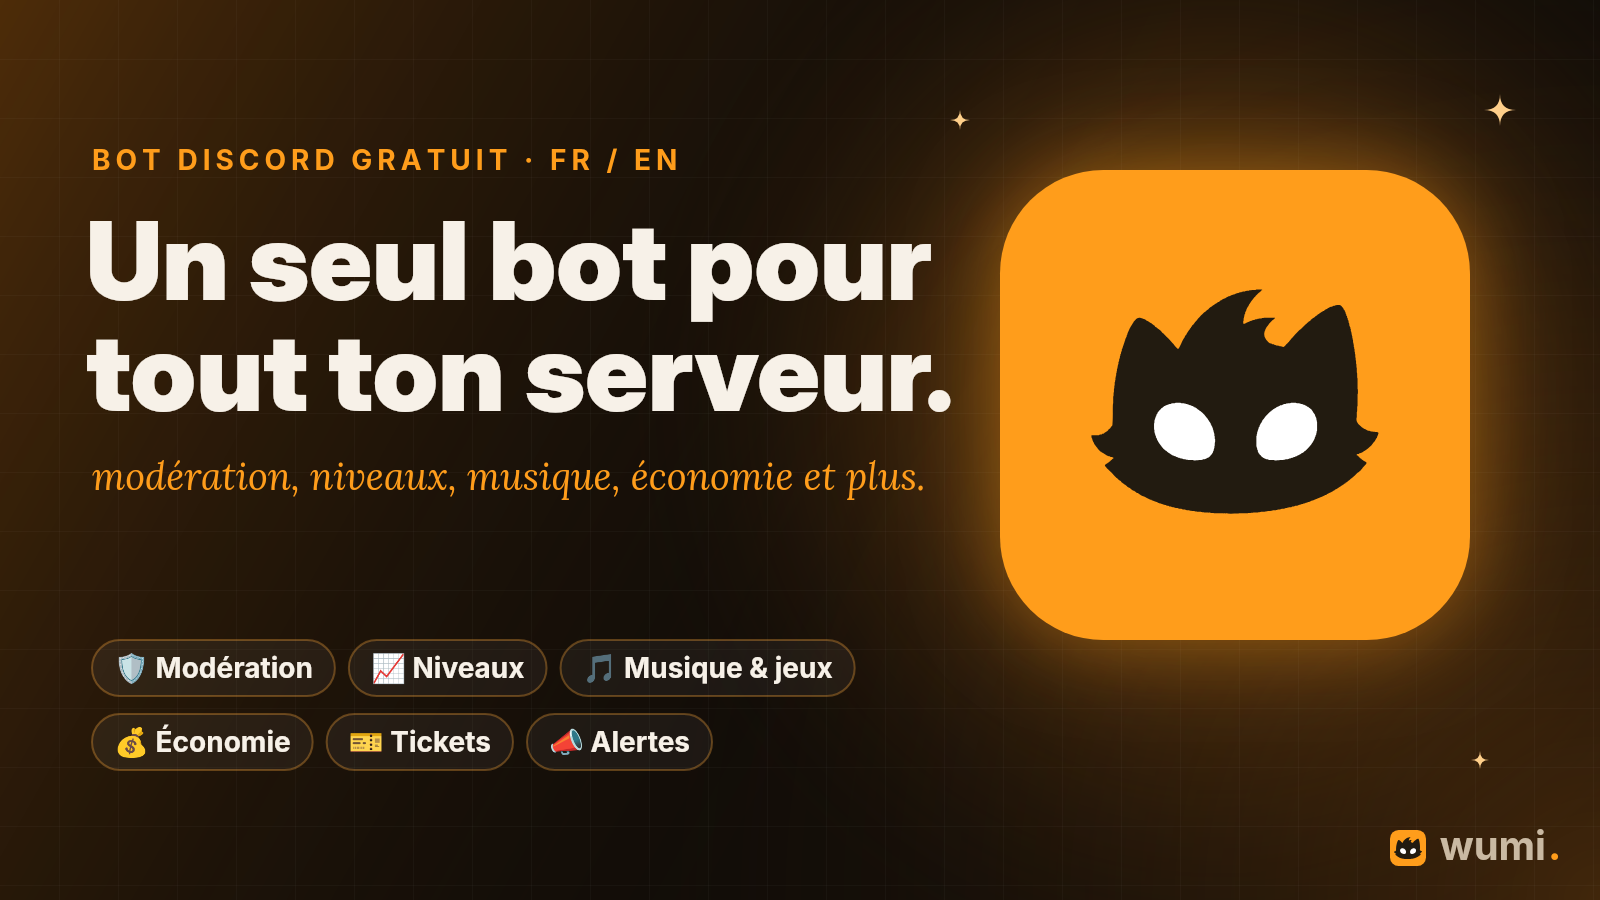 BOT DISCORD GRATUIT · FR / EN
Un seul bot pour
tout ton serveur.
modération, niveaux, musique, économie et plus.
🛡️ Modération 📈 Niveaux 🎵 Musique & jeux
💰 Économie 🎫 Tickets 📣 Alertes
wumi.